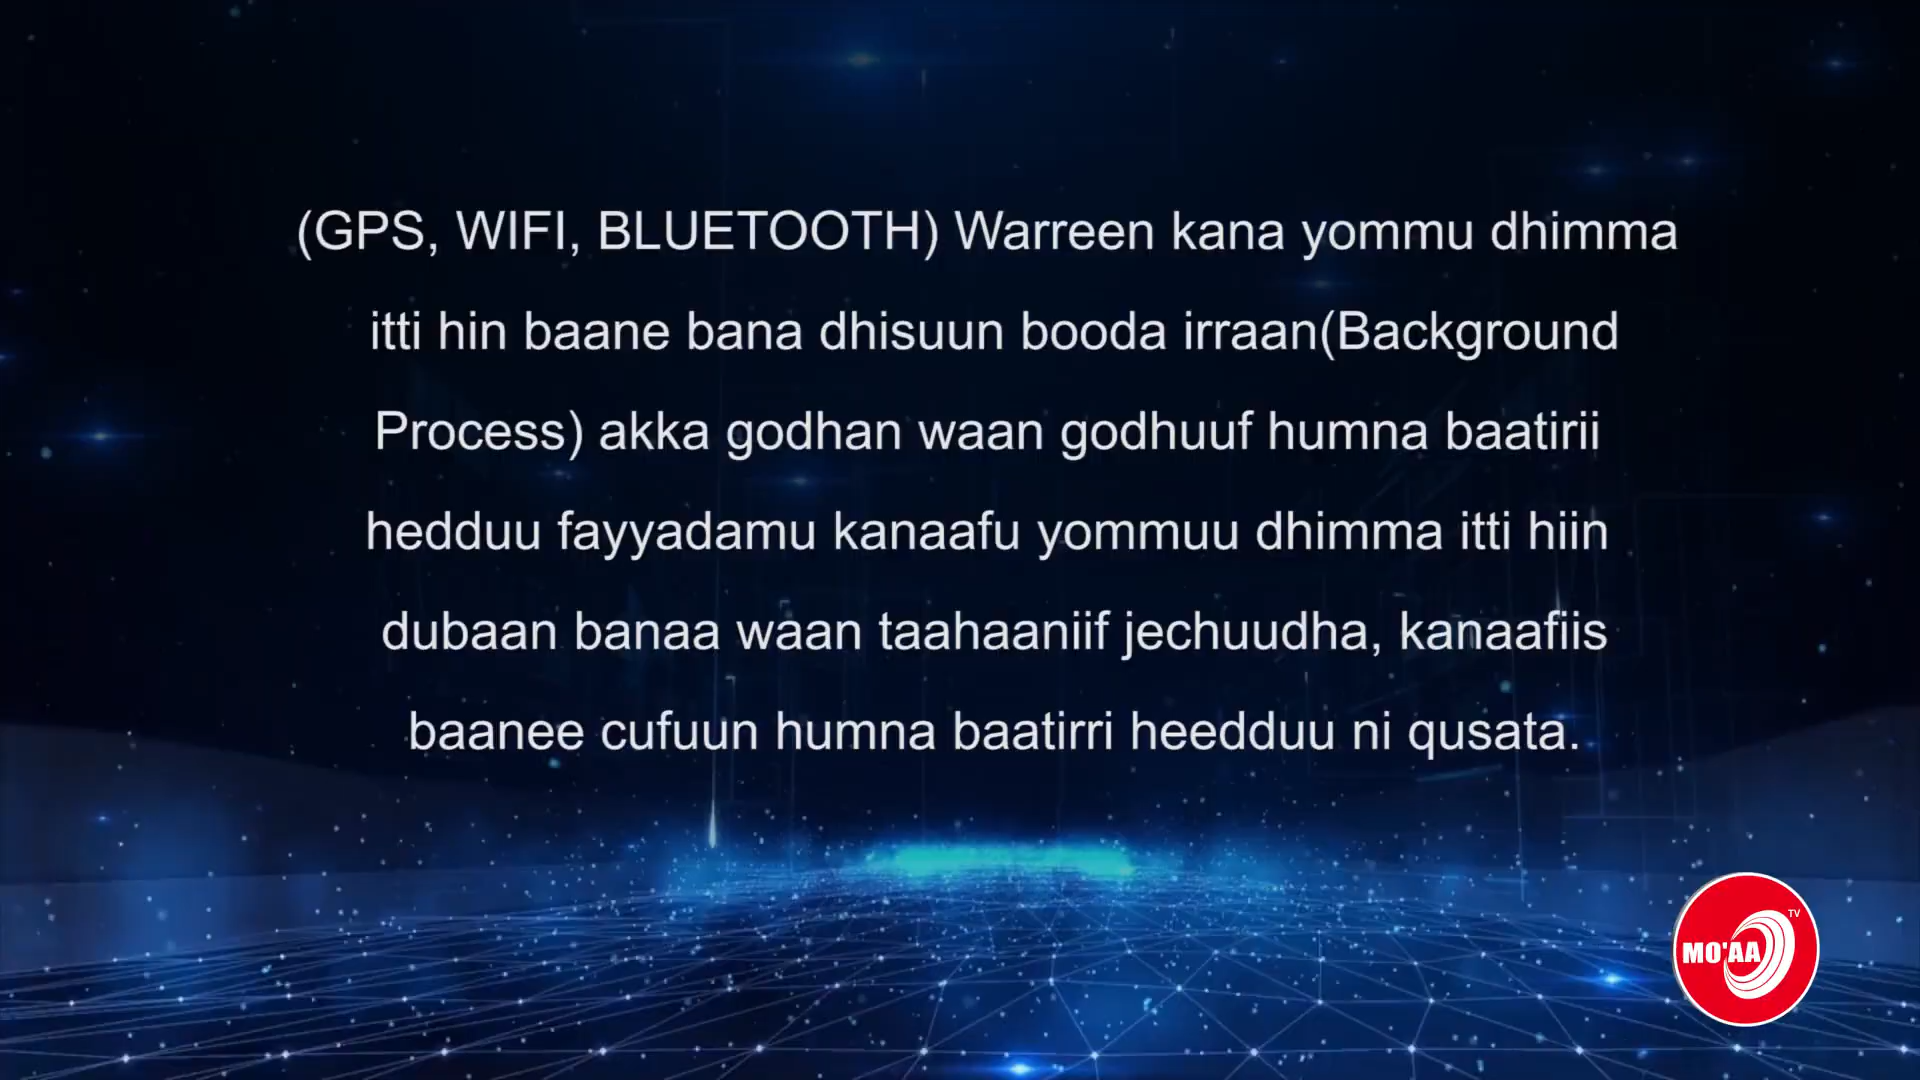 (GPS, WIFI, BLUETOOTH) Warreen kana yommu dhimma
itti hin baane bana dhisuun booda irraan(Background
Process) akka godhan waan godhuuf humna baatirii
hedduu fayyadamu kanaafu yommuu dhimma itti hiin
dubaan banaa waan taahaaniif jechuudha, kanaafiis
baanee cufuun humna baatirri heedduu ni qusata.
TV
MO'AA